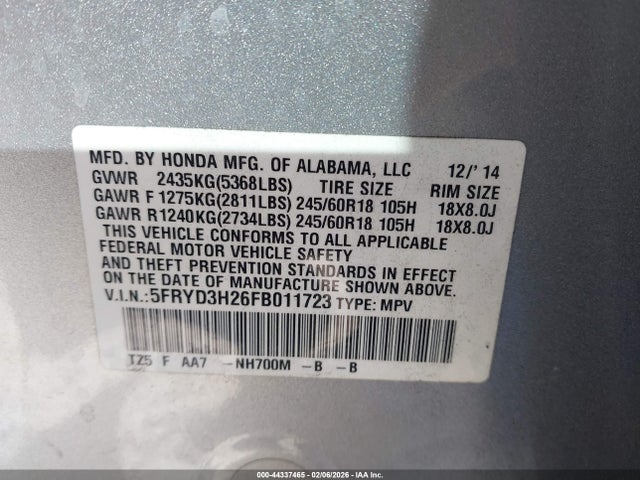 MFD. BY HONDA MFG. OF ALABAMA, LLC 12/' 14
GVWR 2435KG(5368LBS) TIRE SIZE RIM SIZE
GAWR F 1275KG(2811LBS) 245/60R18 105H 18X8.0J
GAWR R1240KG(2734LBS) 245/60R18 105H 18X8.0J
THIS VEHICLE CONFORMS TO ALL APPLICABLE
FEDERAL MOTOR VEHICLE SAFETY
AND THEFT PREVENTION STANDARDS IN EFFECT
ON THE DATE OF MANUFACTURE SHOWN ABOVE.
V.I.N.:5FRYD3H26FB011723 TYPE: MPV
TZ5 F AA7 -NH700M -B -B
000-44337465 - 02/06/2026 - IAA Inc.